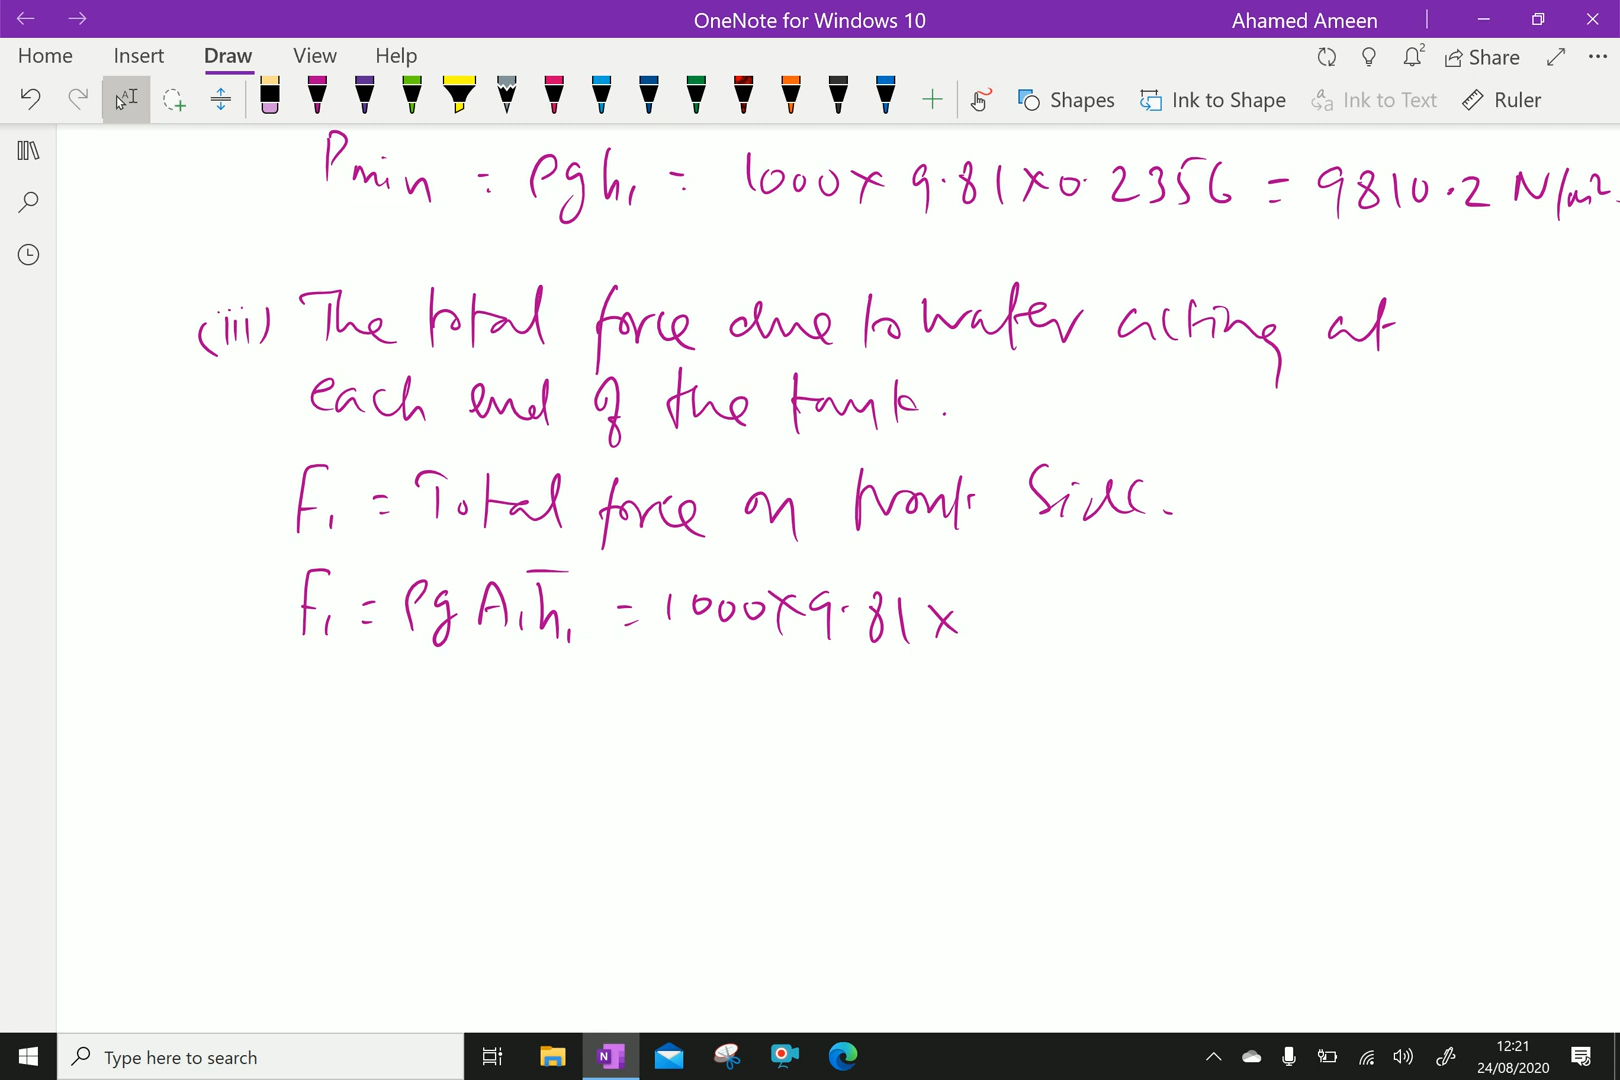 OneNote for Windows 10
Ahamed Ameen
Home Insert Draw View Help
2 Share
Shapes Ink to Shape Ink to Text Ruler
Pmin = ρgh₁ = 1000 × 9.81 × 0.2356 = 9810.2 N/m².
(iii) The total force due to water acting at
each end of the tank.
F₁ = Total force on front side.
F₁ = ρg A₁ h̄₁ = 1000 × 9.81 ×
Type here to search
12:21
24/08/2020